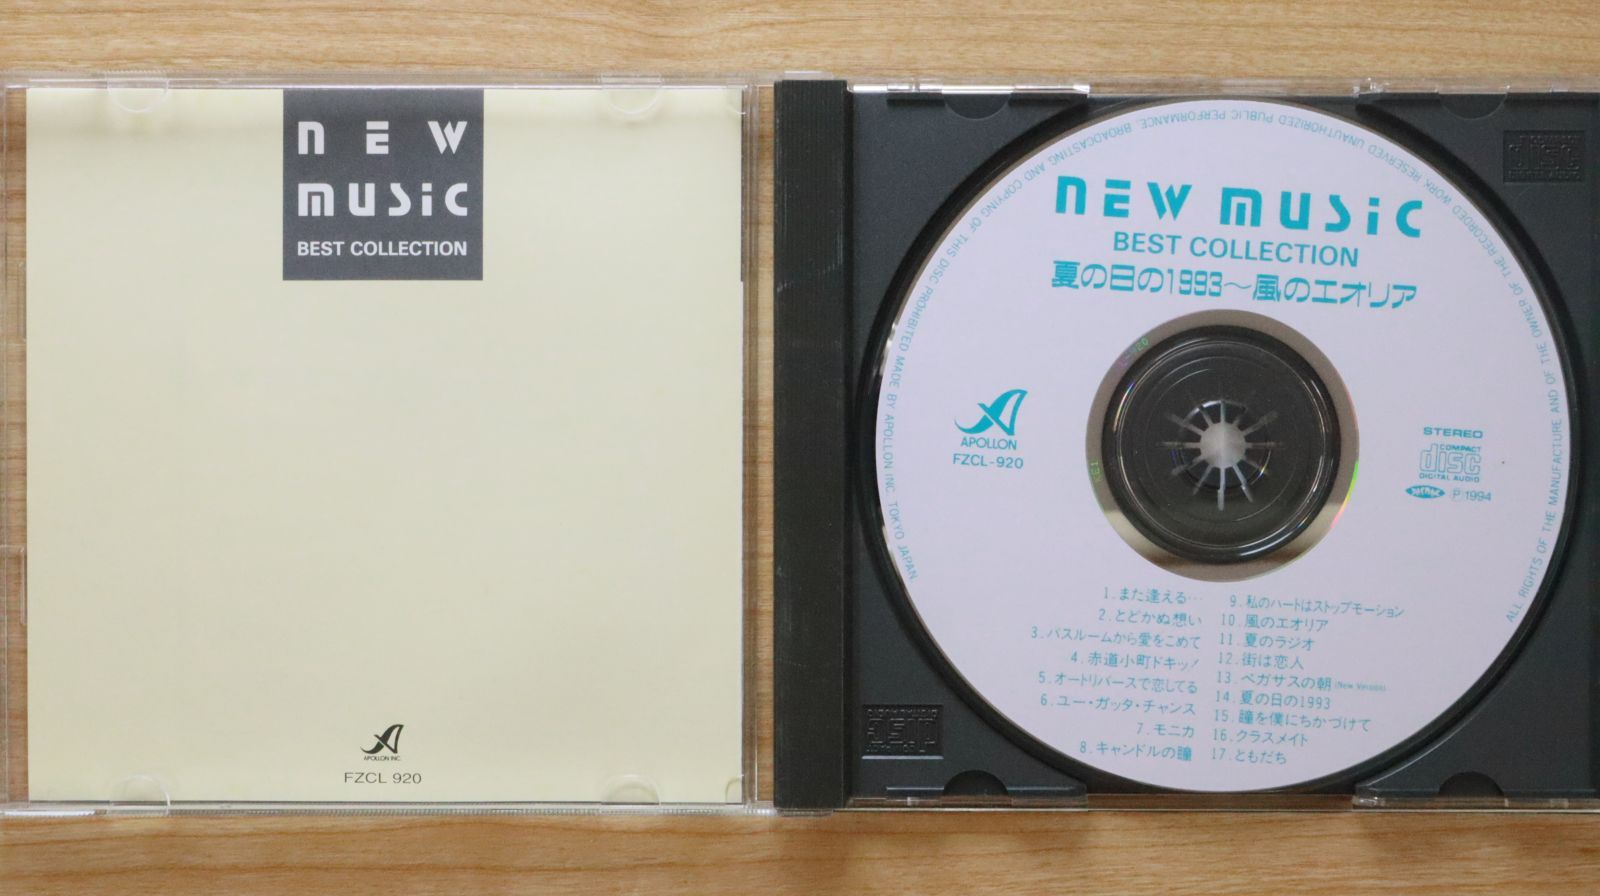 new
music
BEST COLLECTION
APOLLON INC.
FZCL 920
new music
BEST COLLECTION
夏の日の1993〜風のエオリア
APOLLON
FZCL-920
STEREO
COMPACT
disc
DIGITAL AUDIO
Ⓟ1994
1.また逢える…
2.とどかぬ想い
3.バスルームから愛をこめて
4.赤道小町ドキッ!
5.オートリバースで恋してる
6.ユー・ガッタ・チャンス
7.モニカ
8.キャンドルの瞳
9.私のハートはストップモーション
10.風のエオリア
11.夏のラジオ
12.街は恋人
13.ペガサスの朝(New Version)
14.夏の日の1993
15.瞳を僕にちかづけて
16.クラスメイト
17.ともだち
ALL RIGHTS OF THE MANUFACTURE AND OF THE OWNER OF THE RECORDED WORK RESERVED UNAUTHORIZED PUBLIC PERFORMANCE, BROADCASTING AND COPYING OF THIS DISC PROHIBITED MADE BY APOLLON INC. TOKYO JAPAN.